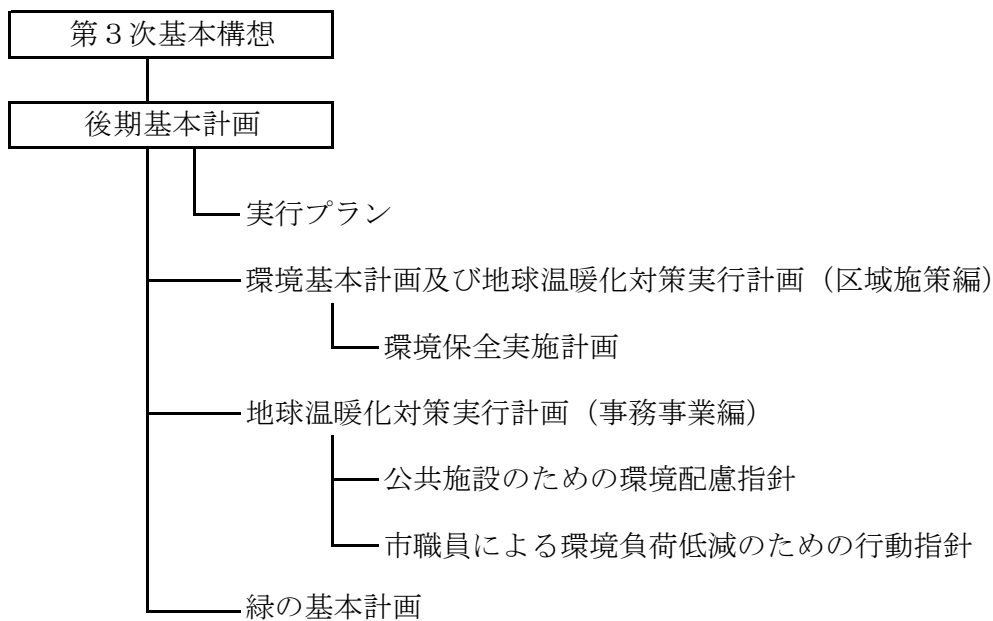 第３次基本構想
後期基本計画
実行プラン
環境基本計画及び地球温暖化対策実行計画（区域施策編）
環境保全実施計画
地球温暖化対策実行計画（事務事業編）
公共施設のための環境配慮指針
市職員による環境負荷低減のための行動指針
緑の基本計画